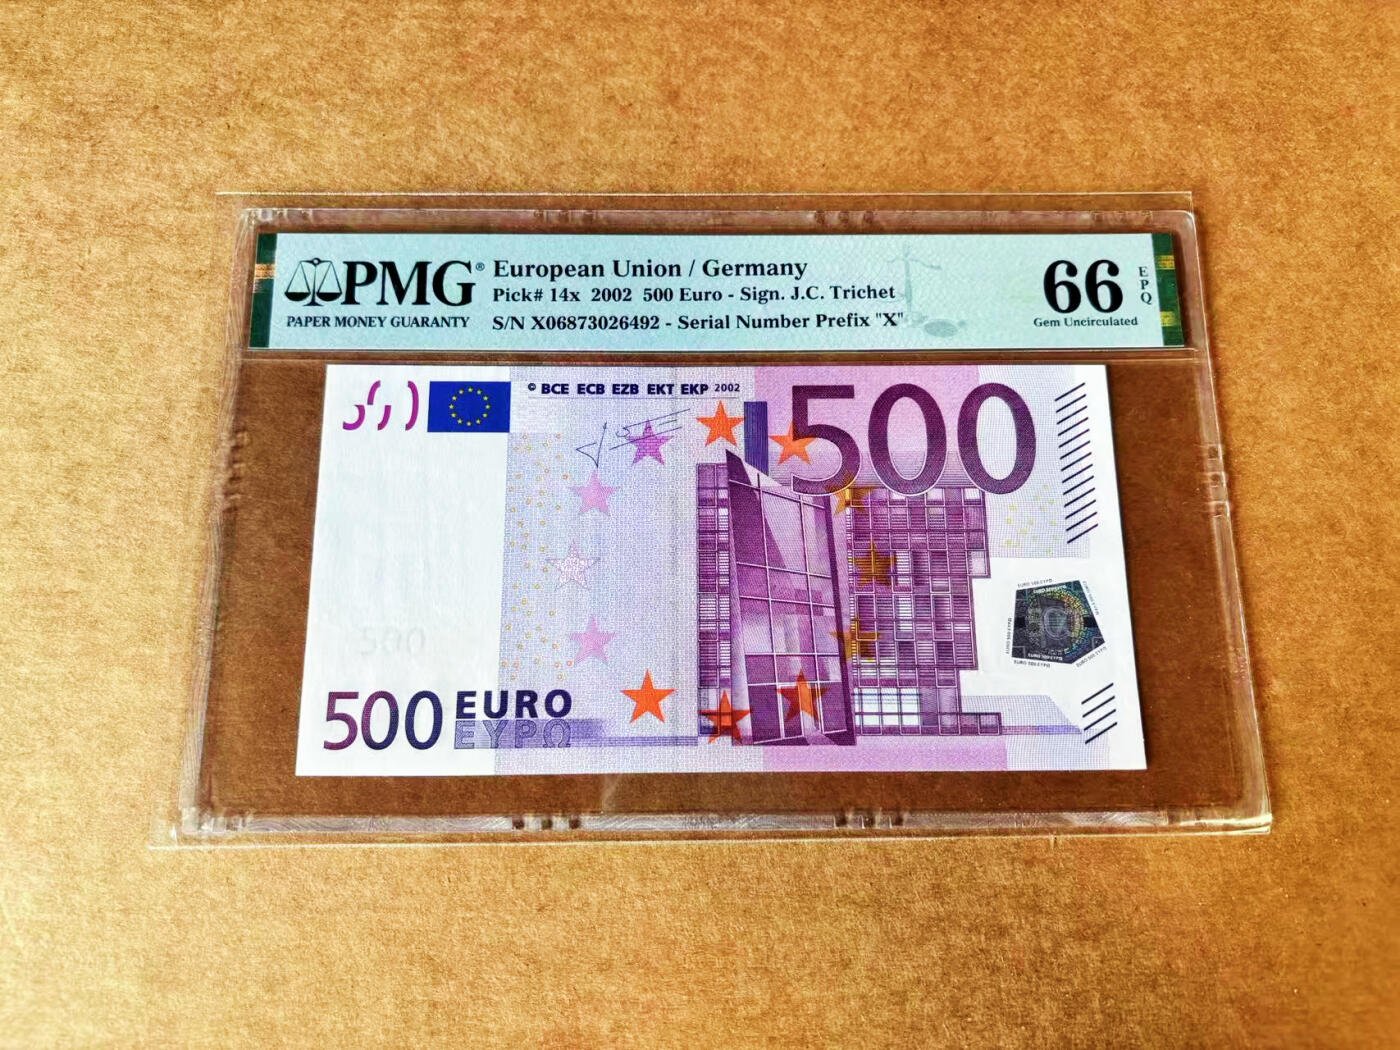 PMG®
PAPER MONEY GUARANTY
European Union / Germany
Pick# 14x 2002 500 Euro - Sign. J.C. Trichet
S/N X06873026492 - Serial Number Prefix "X"
66
EPQ
Gem Uncirculated
© BCE ECB EZB EKT EKP 2002
500
500
500 EURO
ΕΥΡΩ